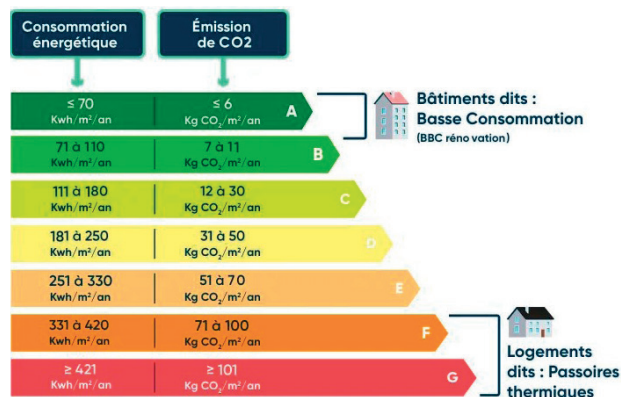 Consommation
énergétique
Émission
de CO2
≤ 70
Kwh/m²/an
≤ 6
Kg CO₂/m²/an
A
71 à 110
Kwh/m²/an
7 à 11
Kg CO₂/m²/an
B
111 à 180
Kwh/m²/an
12 à 30
Kg CO₂/m²/an
C
181 à 250
Kwh/m²/an
31 à 50
Kg CO₂/m²/an
D
251 à 330
Kwh/m²/an
51 à 70
Kg CO₂/m²/an
E
331 à 420
Kwh/m²/an
71 à 100
Kg CO₂/m²/an
F
≥ 421
Kwh/m²/an
≥ 101
Kg CO₂/m²/an
G
Bâtiments dits :
Basse Consommation
(BBC réno vation)
Logements
dits : Passoires
thermiques